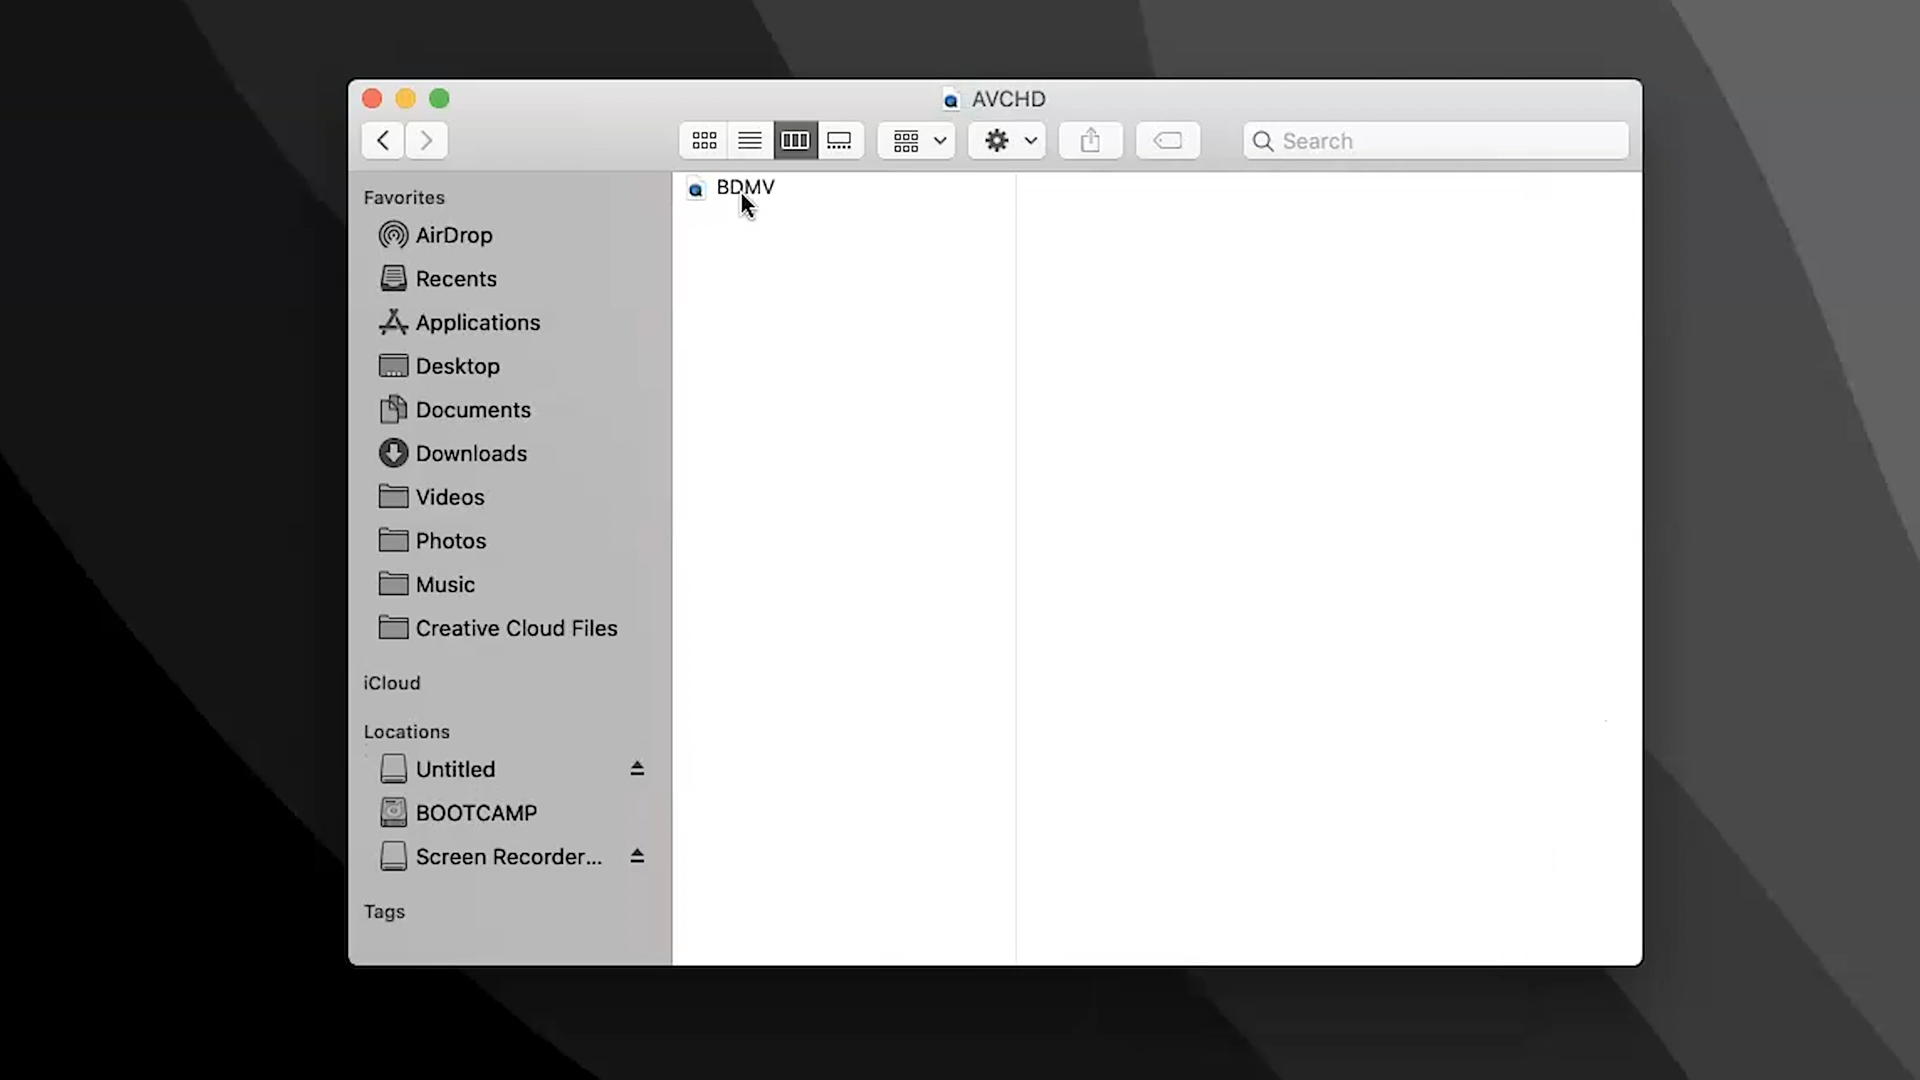 AVCHD
Search
Favorites
AirDrop
Recents
Applications
Desktop
Documents
Downloads
Videos
Photos
Music
Creative Cloud Files
iCloud
Locations
Untitled
BOOTCAMP
Screen Recorder...
Tags
BDMV